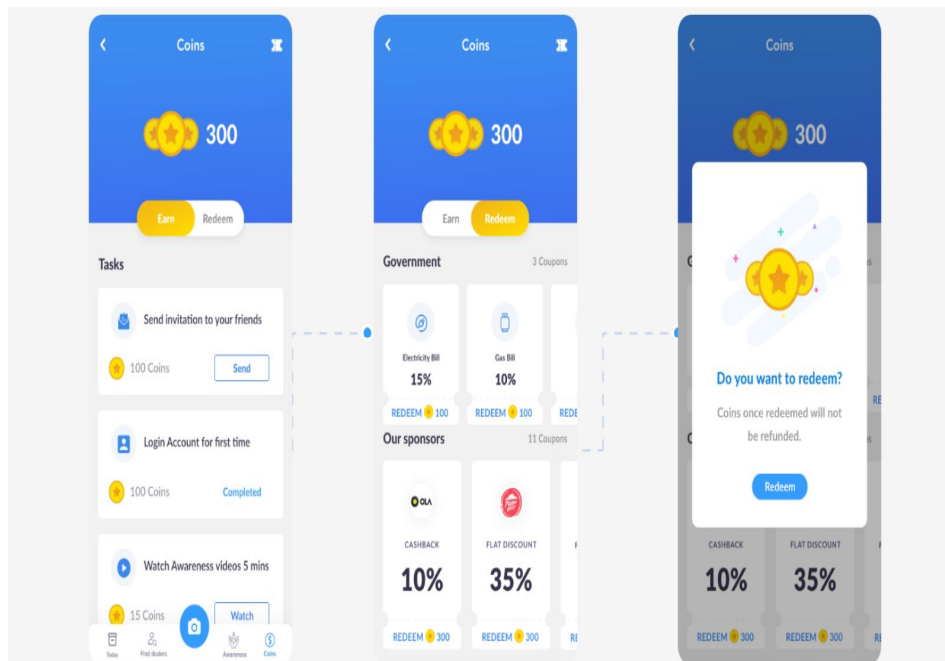 Coins
300
Earn Redeem
Tasks
Send invitation to your friends
100 Coins Send
Login Account for first time
100 Coins Completed
Watch Awareness videos 5 mins
15 Coins Watch
Find dealers Awareness Coins
Coins
300
Earn Redeem
Government 3 Coupons
Electricity Bill Gas Bill
15% 10%
REDEEM 100 REDEEM 100 REDE
Our sponsors 11 Coupons
OLA
CASHBACK FLAT DISCOUNT
10% 35%
REDEEM 300 REDEEM 300 RE
Coins
300
Do you want to redeem?
Coins once redeemed will not
be refunded.
Redeem
RE
CASHBACK FLAT DISCOUNT
10% 35%
REDEEM 300 REDEEM 300 RE